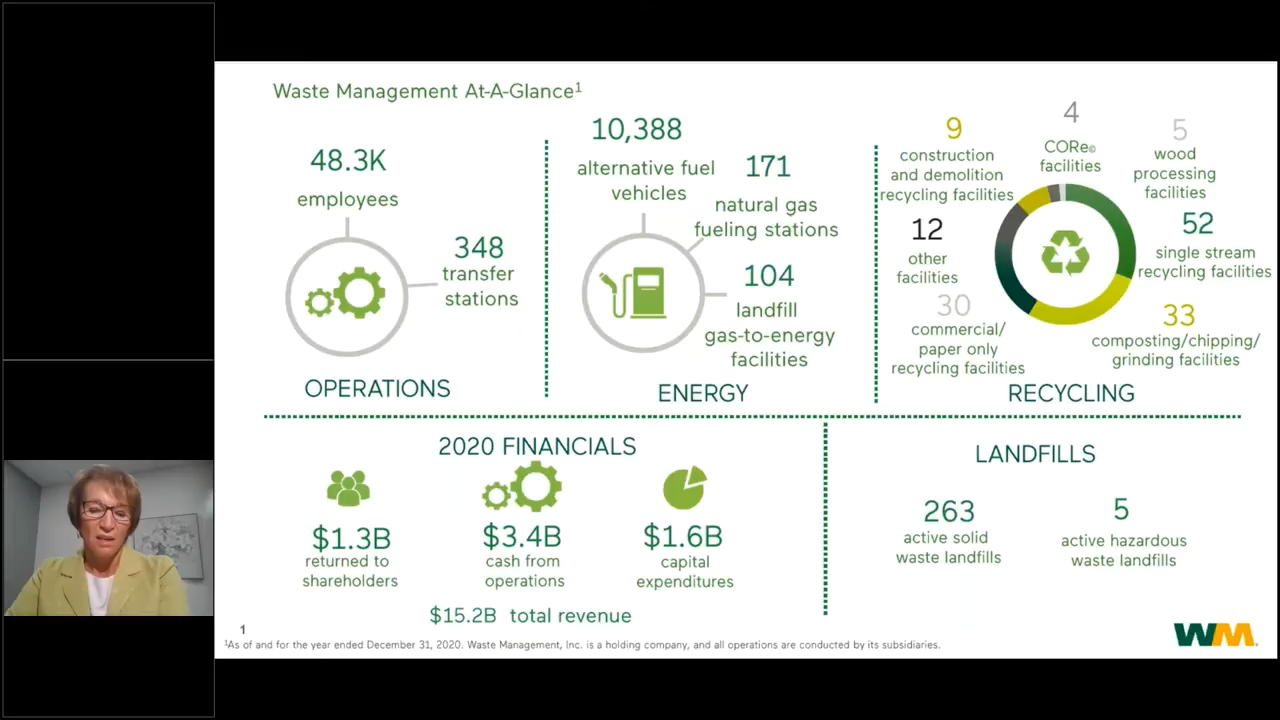 Waste Management At-A-Glance¹
48.3K
employees
348
transfer
stations
OPERATIONS
10,388
alternative fuel
vehicles
171
natural gas
fueling stations
104
landfill
gas-to-energy
facilities
ENERGY
9
construction
and demolition
recycling facilities
4
CORe©
facilities
5
wood
processing
facilities
12
other
facilities
52
single stream
recycling facilities
30
commercial/
paper only
recycling facilities
33
composting/chipping/
grinding facilities
RECYCLING
2020 FINANCIALS
$1.3B
returned to
shareholders
$3.4B
cash from
operations
$1.6B
capital
expenditures
$15.2B total revenue
LANDFILLS
263
active solid
waste landfills
5
active hazardous
waste landfills
1
¹As of and for the year ended December 31, 2020. Waste Management, Inc. is a holding company, and all operations are conducted by its subsidiaries.
WM